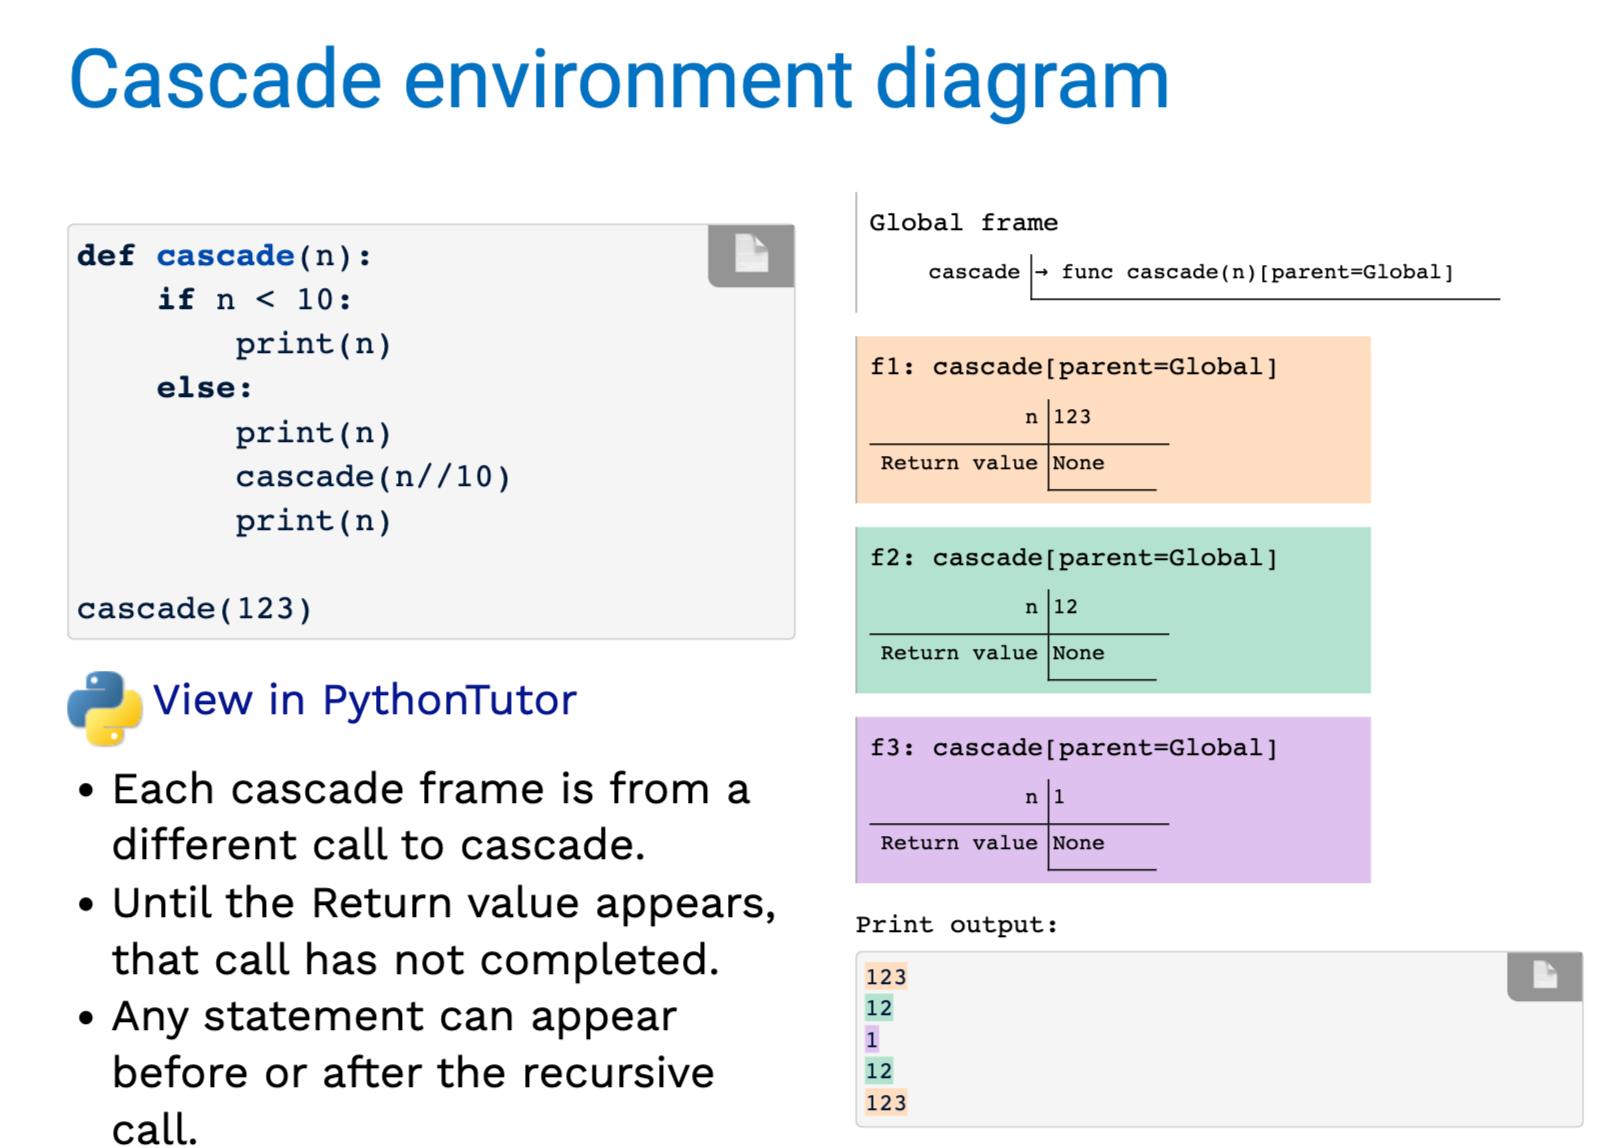 Cascade environment diagram
def cascade(n):
    if n < 10:
        print(n)
    else:
        print(n)
        cascade(n//10)
        print(n)
cascade(123)
View in PythonTutor
• Each cascade frame is from a
different call to cascade.
• Until the Return value appears,
that call has not completed.
• Any statement can appear
before or after the recursive
call.
Global frame
cascade → func cascade(n)[parent=Global]
f1: cascade[parent=Global]
n 123
Return value None
f2: cascade[parent=Global]
n 12
Return value None
f3: cascade[parent=Global]
n 1
Return value None
Print output:
123
12
1
12
123